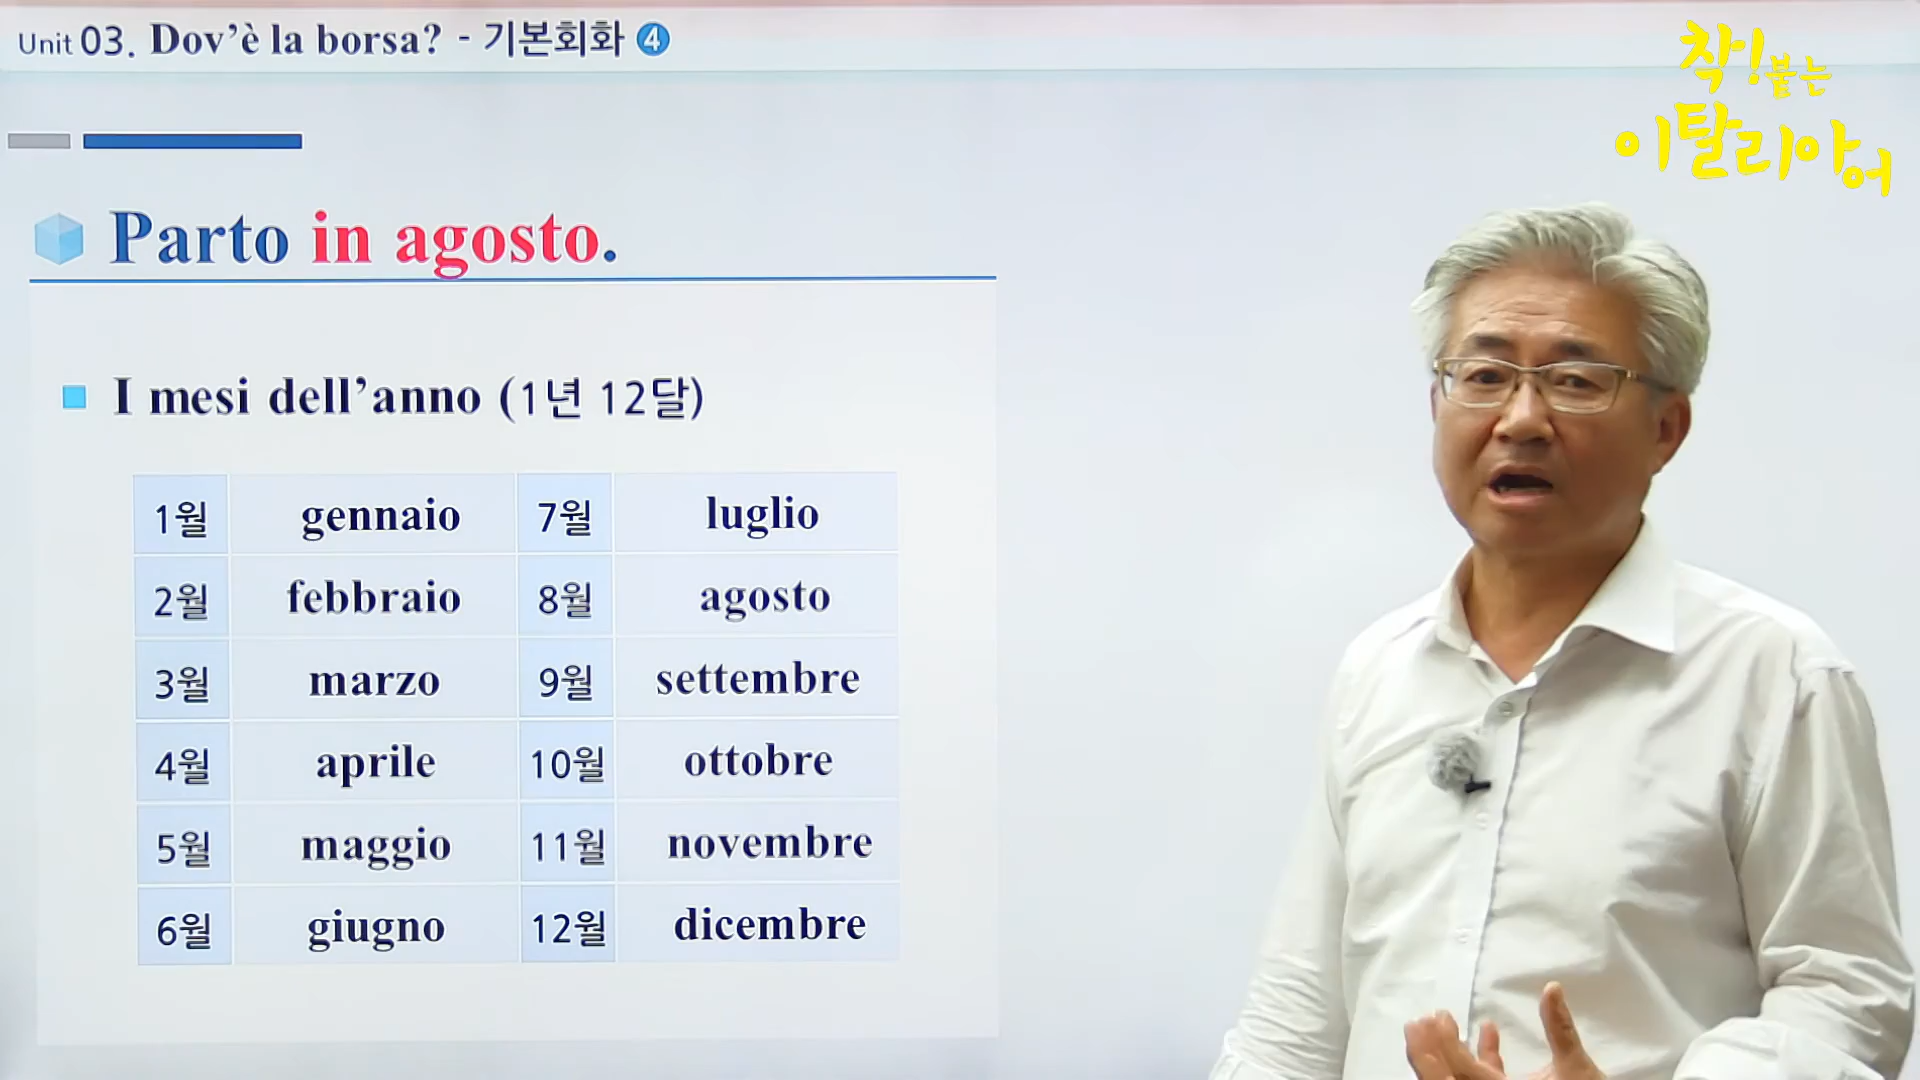 Unit 03. Dov’è la borsa? - 기본회화 4
착! 붙는
이탈리아어
Parto in agosto.
I mesi dell’anno (1년 12달)
1월 gennaio 7월 luglio
2월 febbraio 8월 agosto
3월 marzo 9월 settembre
4월 aprile 10월 ottobre
5월 maggio 11월 novembre
6월 giugno 12월 dicembre